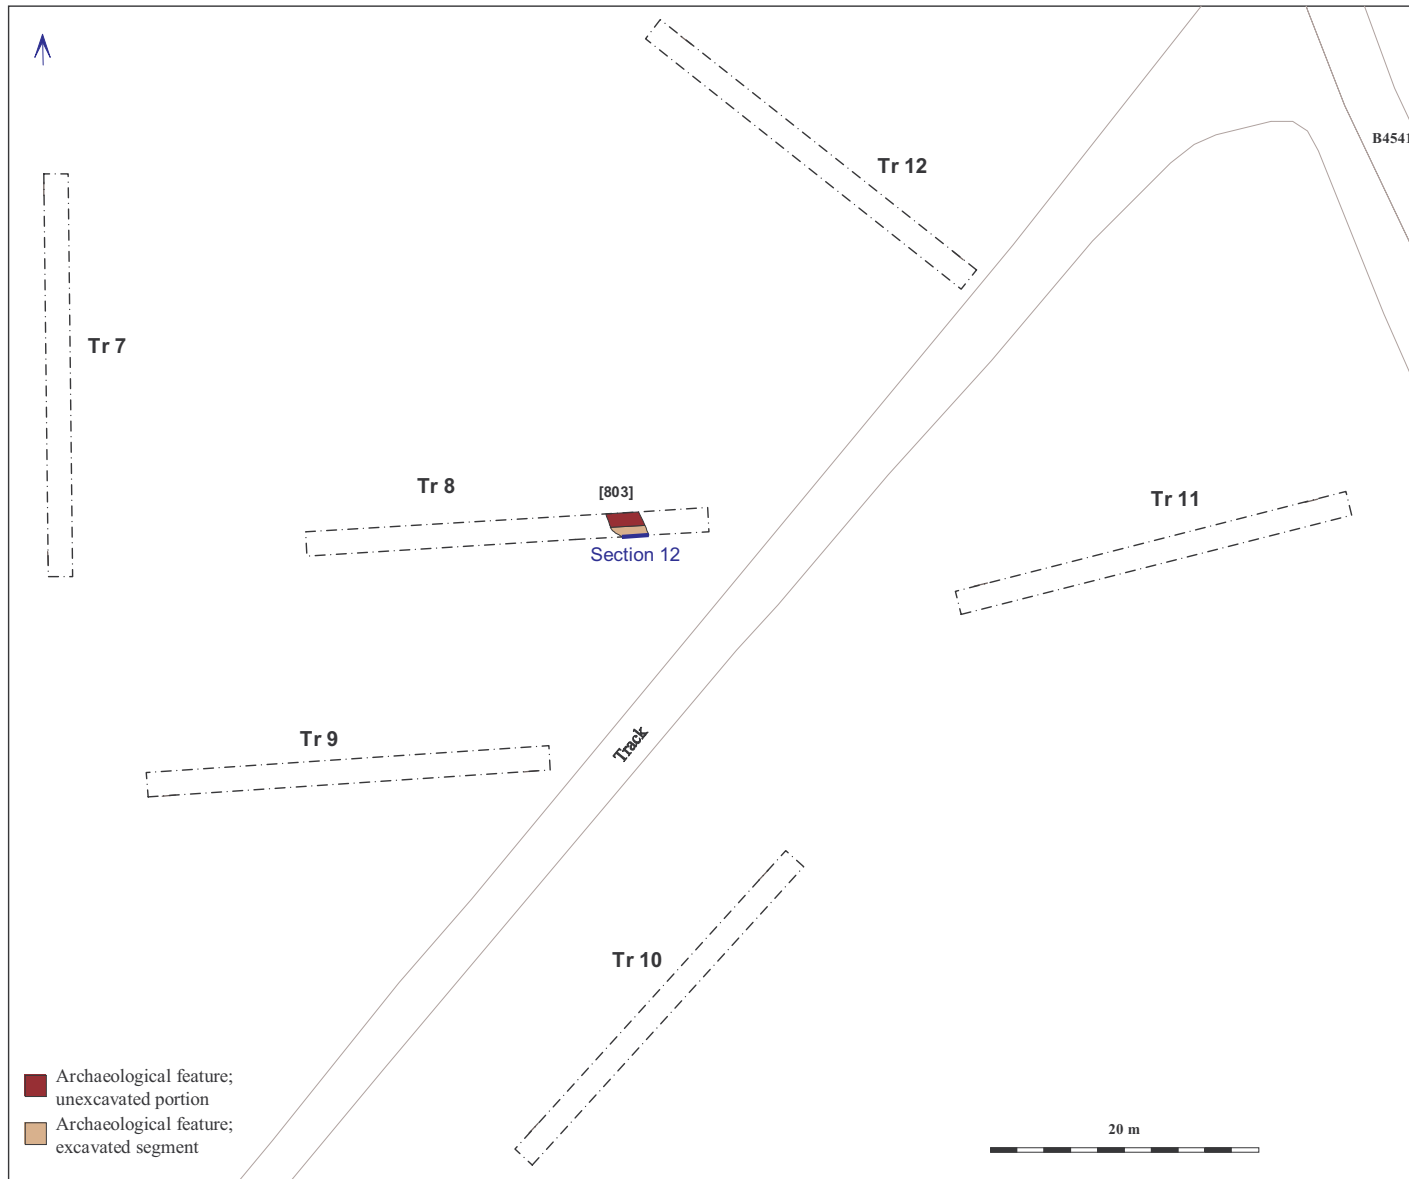 B4541
Tr 12
Tr 7
Tr 8
[803]
Tr 11
Section 12
Tr 9
Track
Tr 10
Archaeological feature;
unexcavated portion
Archaeological feature;
excavated segment
20 m